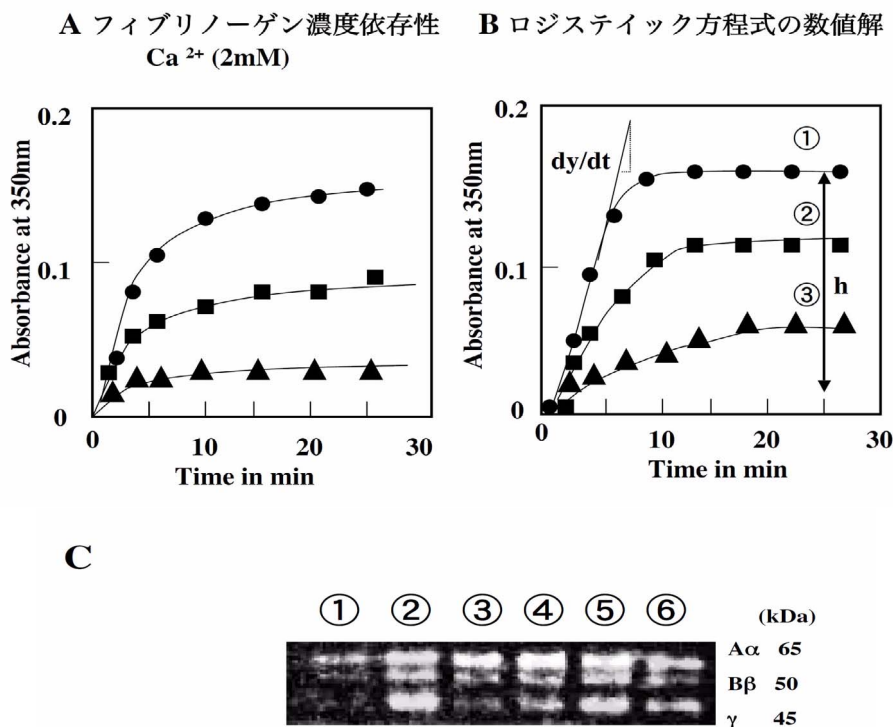 A フィブリノーゲン濃度依存性
Ca 2+ (2mM)
Absorbance at 350nm
0.2
0.1
0
0 10 20 30
Time in min
B ロジステイック方程式の数値解
Absorbance at 350nm
0.2
0.1
0
dy/dt
①
②
③
h
0 10 20 30
Time in min
C
① ② ③ ④ ⑤ ⑥ (kDa)
Aα 65
Bβ 50
γ 45